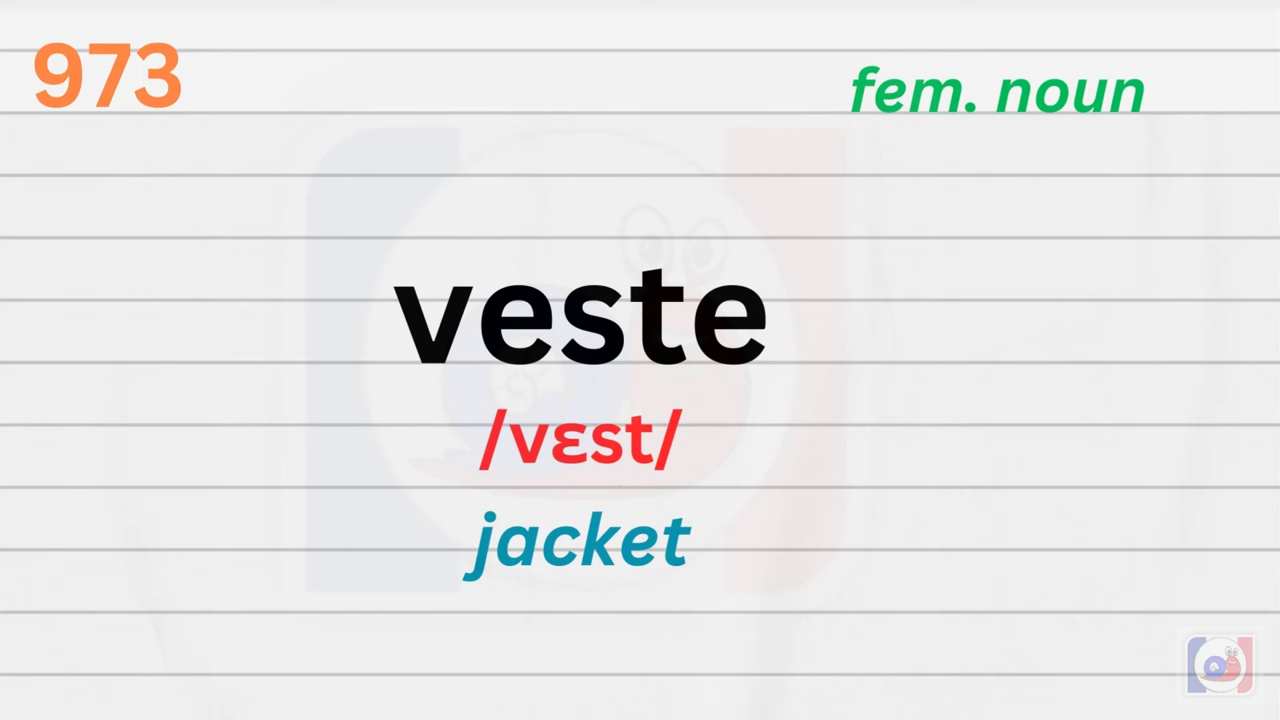 973
fem. noun
veste
/vɛst/
jacket